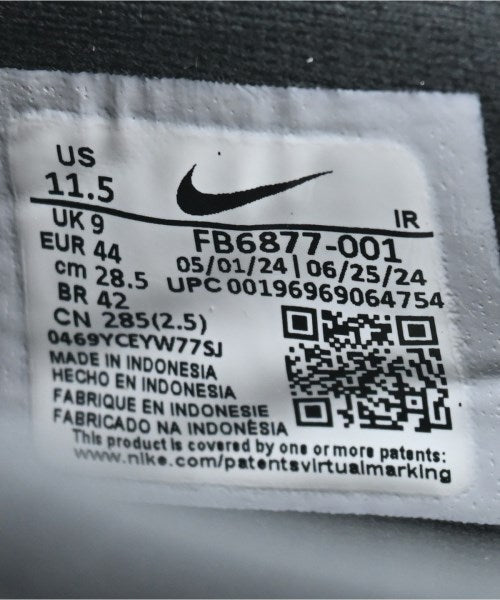 US
11.5
IR
UK 9
FB6877-001
EUR 44
05/01/24 | 06/25/24
cm 28.5
UPC 00196969064754
BR 42
CN 285(2.5)
0469YCEYW77SJ
MADE IN INDONESIA
HECHO EN INDONESIA
FABRIQUE EN INDONESIE
FABRICADO NA INDONÉSIA
This product is covered by one or more patents:
www.nike.com/patentsvirtualmarking